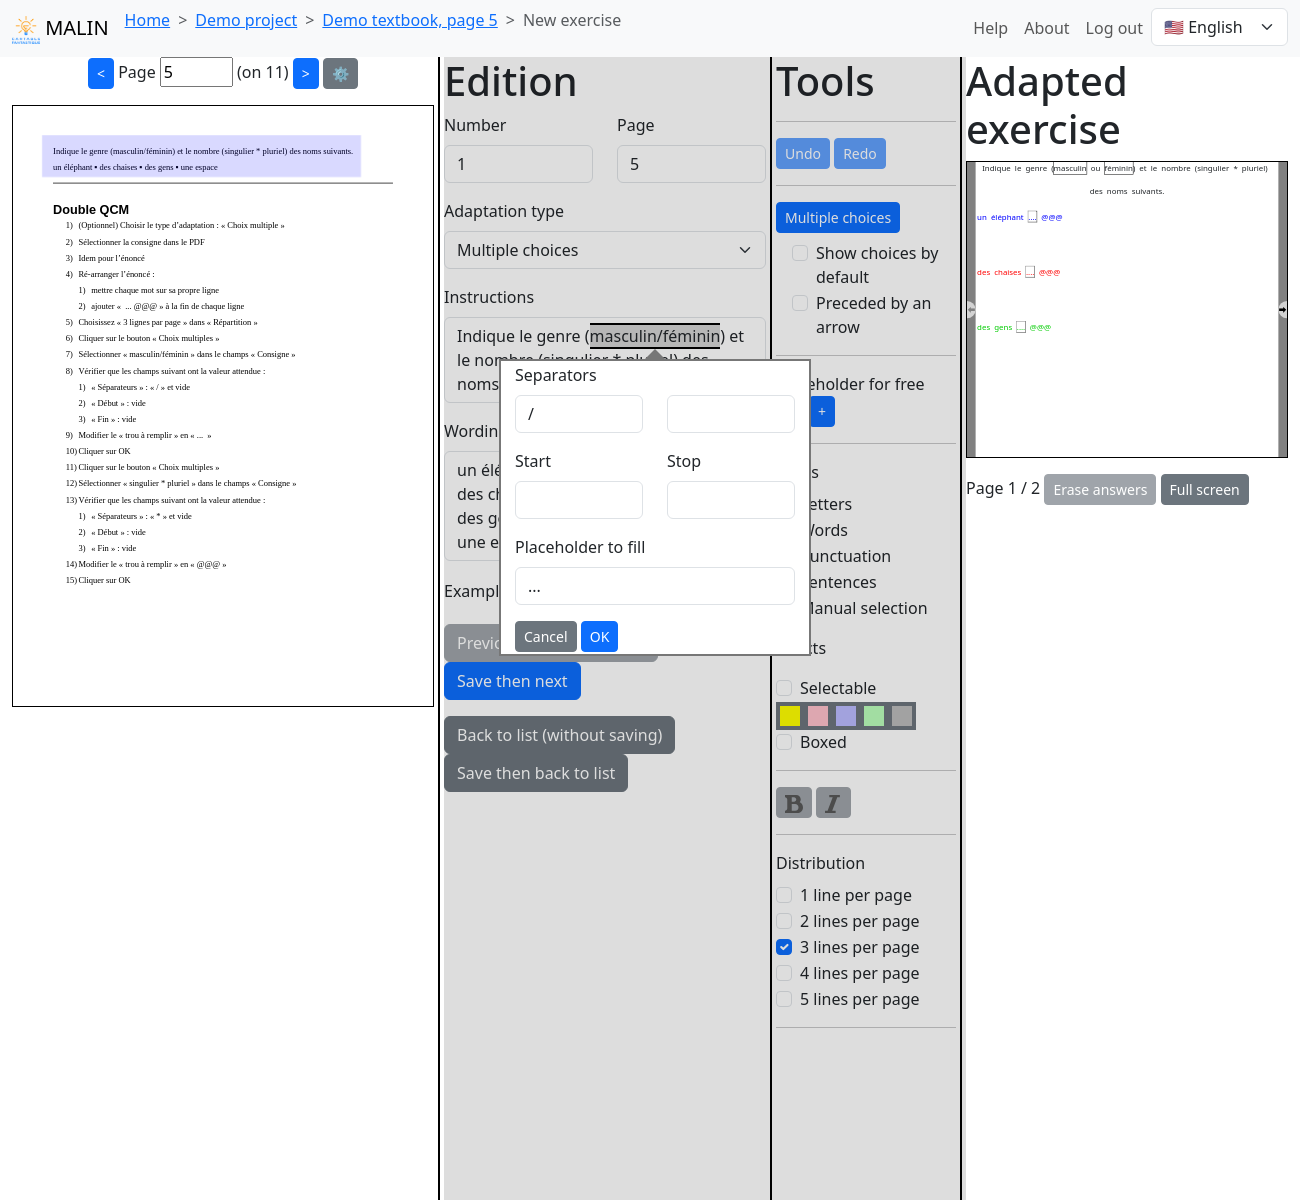 MALIN
Home > Demo project > Demo textbook, page 5 > New exercise
Help About Log out 🇺🇸 English
< Page 5 (on 11) > ⚙️
Indique le genre (masculin/féminin) et le nombre (singulier * pluriel) des noms suivants.
un éléphant • des chaises • des gens • une espace
Double QCM
1) (Optionnel) Choisir le type d’adaptation : « Choix multiple »
2) Sélectionner la consigne dans le PDF
3) Idem pour l’énoncé
4) Ré-arranger l’énoncé :
1) mettre chaque mot sur sa propre ligne
2) ajouter « ... @@@ » à la fin de chaque ligne
5) Choisissez « 3 lignes par page » dans « Répartition »
6) Cliquer sur le bouton « Choix multiples »
7) Sélectionner « masculin/féminin » dans le champs « Consigne »
8) Vérifier que les champs suivant ont la valeur attendue :
1) « Séparateurs » : « / » et vide
2) « Début » : vide
3) « Fin » : vide
9) Modifier le « trou à remplir » en « ... »
10) Cliquer sur OK
11) Cliquer sur le bouton « Choix multiples »
12) Sélectionner « singulier * pluriel » dans le champs « Consigne »
13) Vérifier que les champs suivant ont la valeur attendue :
1) « Séparateurs » : « * » et vide
2) « Début » : vide
3) « Fin » : vide
14) Modifier le « trou à remplir » en « @@@ »
15) Cliquer sur OK
Edition
Number Page
1 5
Adaptation type
Multiple choices
Instructions
Indique le genre (masculin/féminin) et
le nombre (singulier * pluriel) des
noms
Wordin
un élé
des ch
des ge
une e
Exampl
Previo
Save then next
Back to list (without saving)
Save then back to list
Separators
/
Start Stop
Placeholder to fill
...
Cancel OK
Tools
Undo Redo
Multiple choices
Show choices by
default
Preceded by an
arrow
eholder for free
+
s
etters
Words
unctuation
entences
Manual selection
cts
Selectable
Boxed
B I
Distribution
1 line per page
2 lines per page
3 lines per page
4 lines per page
5 lines per page
Adapted
exercise
Indique le genre (masculin ou féminin) et le nombre (singulier * pluriel)
des noms suivants.
un éléphant ... @@@
des chaises ... @@@
des gens ... @@@
Page 1 / 2 Erase answers Full screen